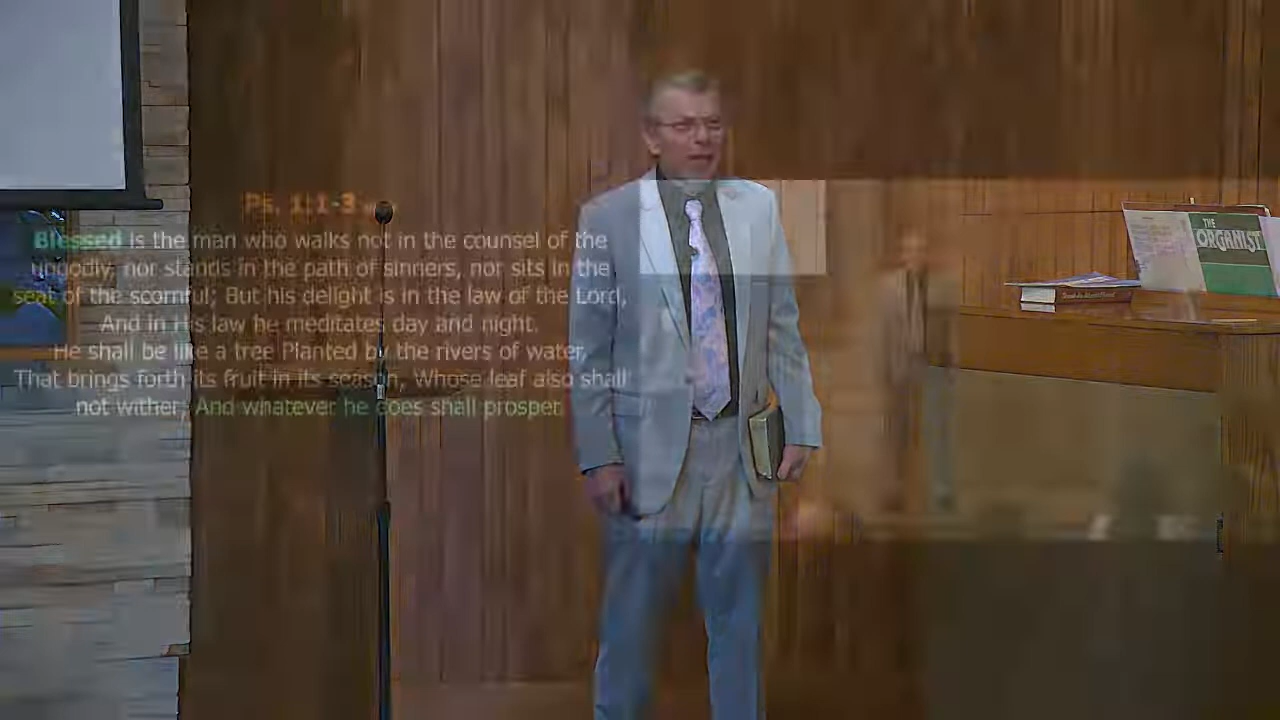 Ps. 1:1-3
Blessed is the man who walks not in the counsel of the
ungodly, nor stands in the path of sinners, nor sits in the
seat of the scornful; But his delight is in the law of the Lord,
And in His law he meditates day and night.
He shall be like a tree Planted by the rivers of water,
That brings forth its fruit in its season, Whose leaf also shall
not wither; And whatever he does shall prosper.
THE
ORGANIST